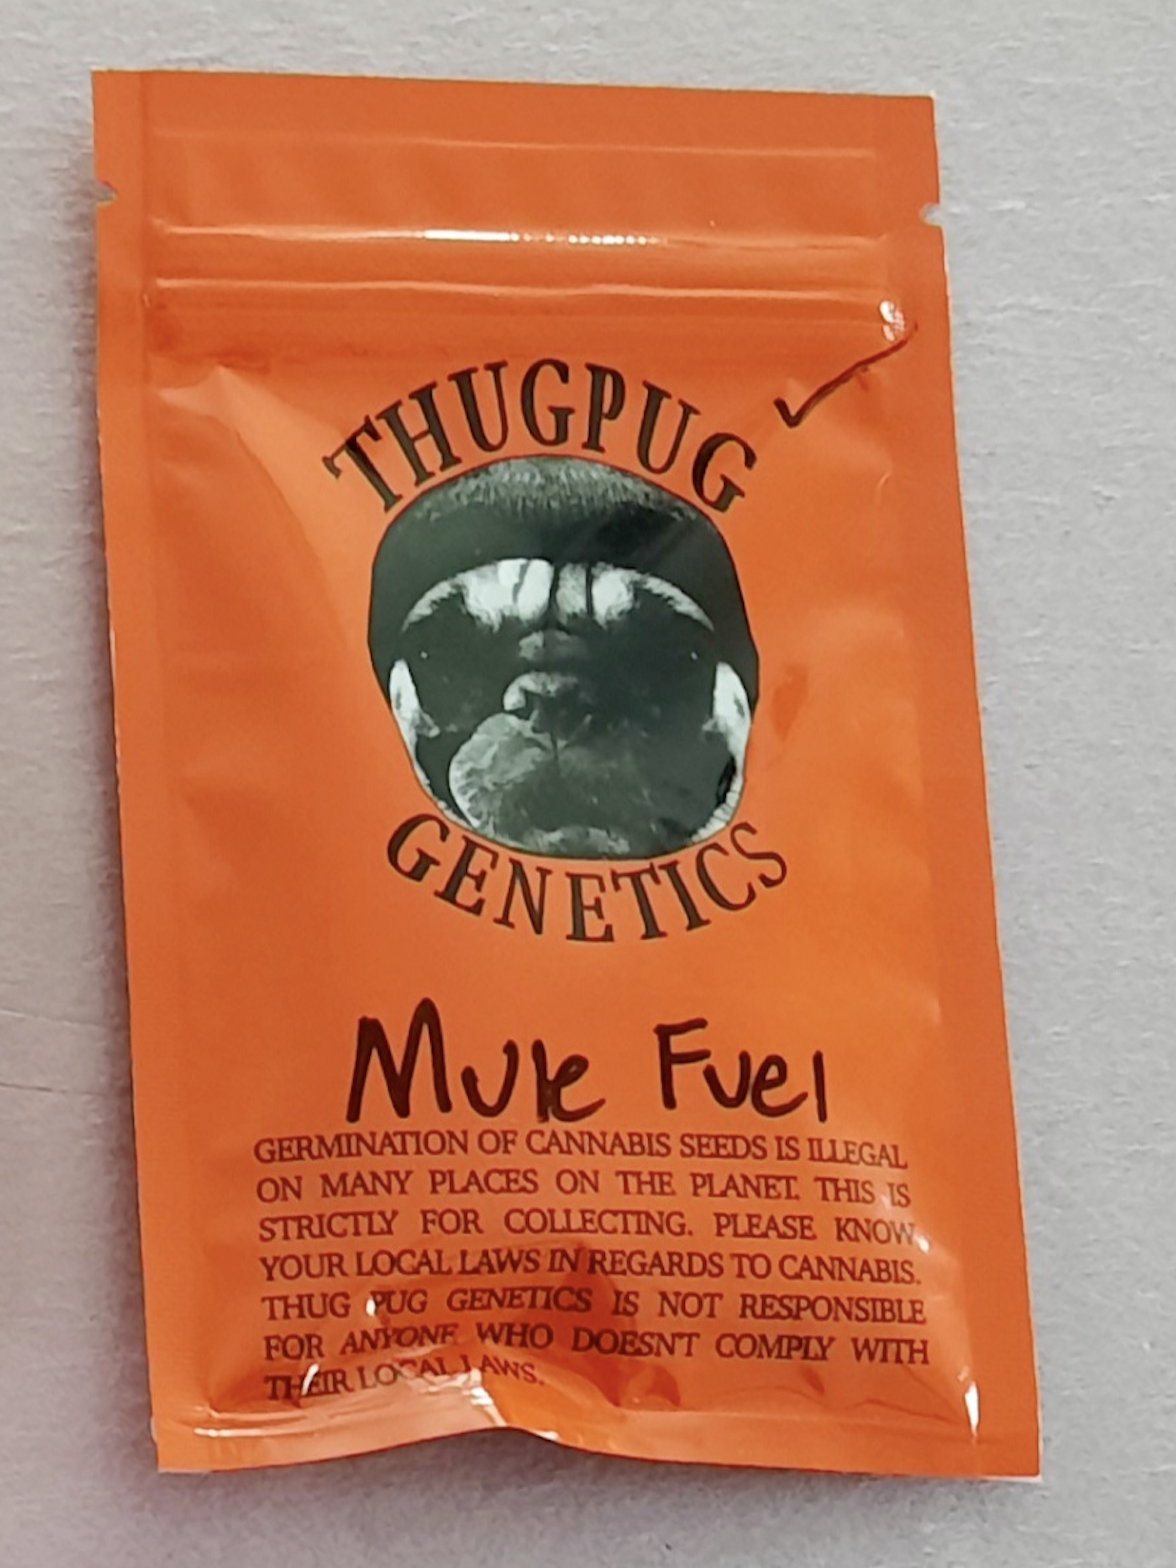 THUGPUG
GENETICS
Mule Fuel
GERMINATION OF CANNABIS SEEDS IS ILLEGAL
ON MANY PLACES ON THE PLANET. THIS IS
STRICTLY FOR COLLECTING. PLEASE KNOW
YOUR LOCAL LAWS IN REGARDS TO CANNABIS.
THUG PUG GENETICS IS NOT RESPONSIBLE
FOR ANYONE WHO DOESN'T COMPLY WITH
THEIR LOCAL LAWS.